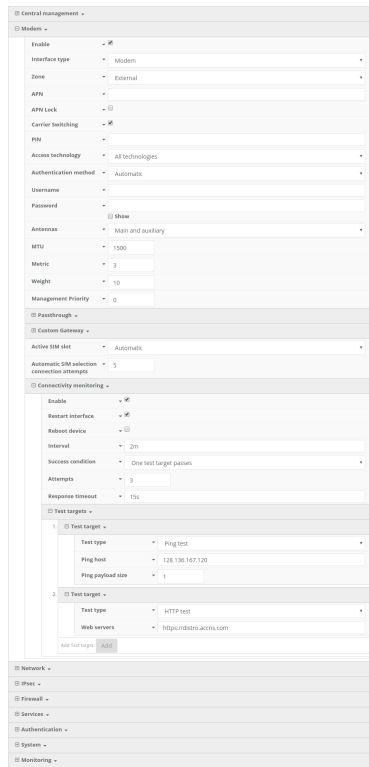 Central management
Modem
Enable
Interface type Modem
Zone External
APN
APN Lock
Carrier Switching
PIN
Access technology All technologies
Authentication method Automatic
Username
Password
Show
Antennas Main and auxiliary
MTU 1500
Metric 3
Weight 10
Management Priority 0
Passthrough
Custom Gateway
Active SIM slot Automatic
Automatic SIM selection 5
connection attempts
Connectivity monitoring
Enable
Restart interface
Reboot device
Interval 2m
Success condition One test target passes
Attempts 3
Response timeout 15s
Test targets
1. Test target
Test type Ping test
Ping host 128.136.167.120
Ping payload size 1
2. Test target
Test type HTTP test
Web servers https://distro.accns.com
Add Test target: Add
Network
IPsec
Firewall
Services
Authentication
System
Monitoring